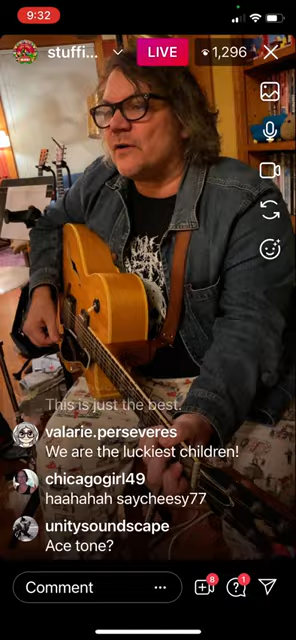 9:32
stuffi...
LIVE
1,296
This is just the best.
valarie.perseveres
We are the luckiest children!
chicagogirl49
haahahah saycheesy77
unitysoundscape
Ace tone?
Comment
8
1